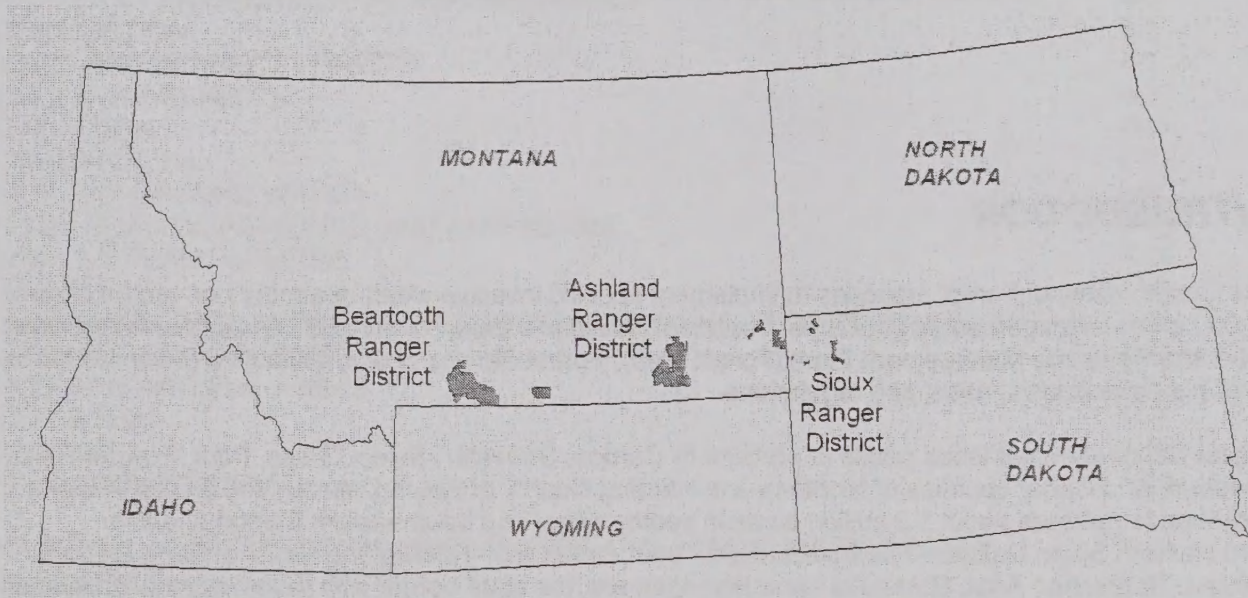 MONTANA
NORTH
DAKOTA
Ashland
Ranger
District
Beartooth
Ranger
District
Sioux
Ranger
District
SOUTH
DAKOTA
IDAHO
WYOMING